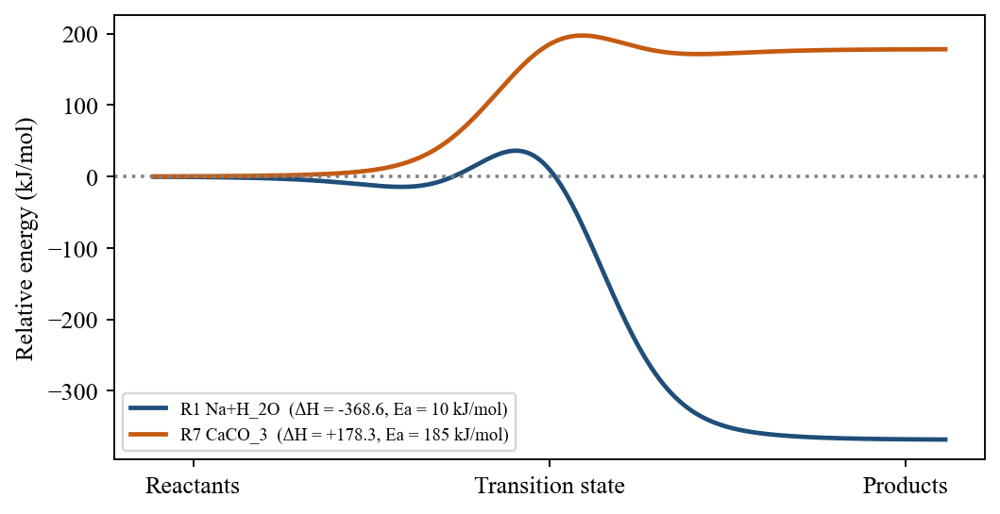 Relative energy (kJ/mol)
200
100
0
−100
−200
−300
R1 Na+H_2O (ΔH = -368.6, Ea = 10 kJ/mol)
R7 CaCO_3 (ΔH = +178.3, Ea = 185 kJ/mol)
Reactants Transition state Products